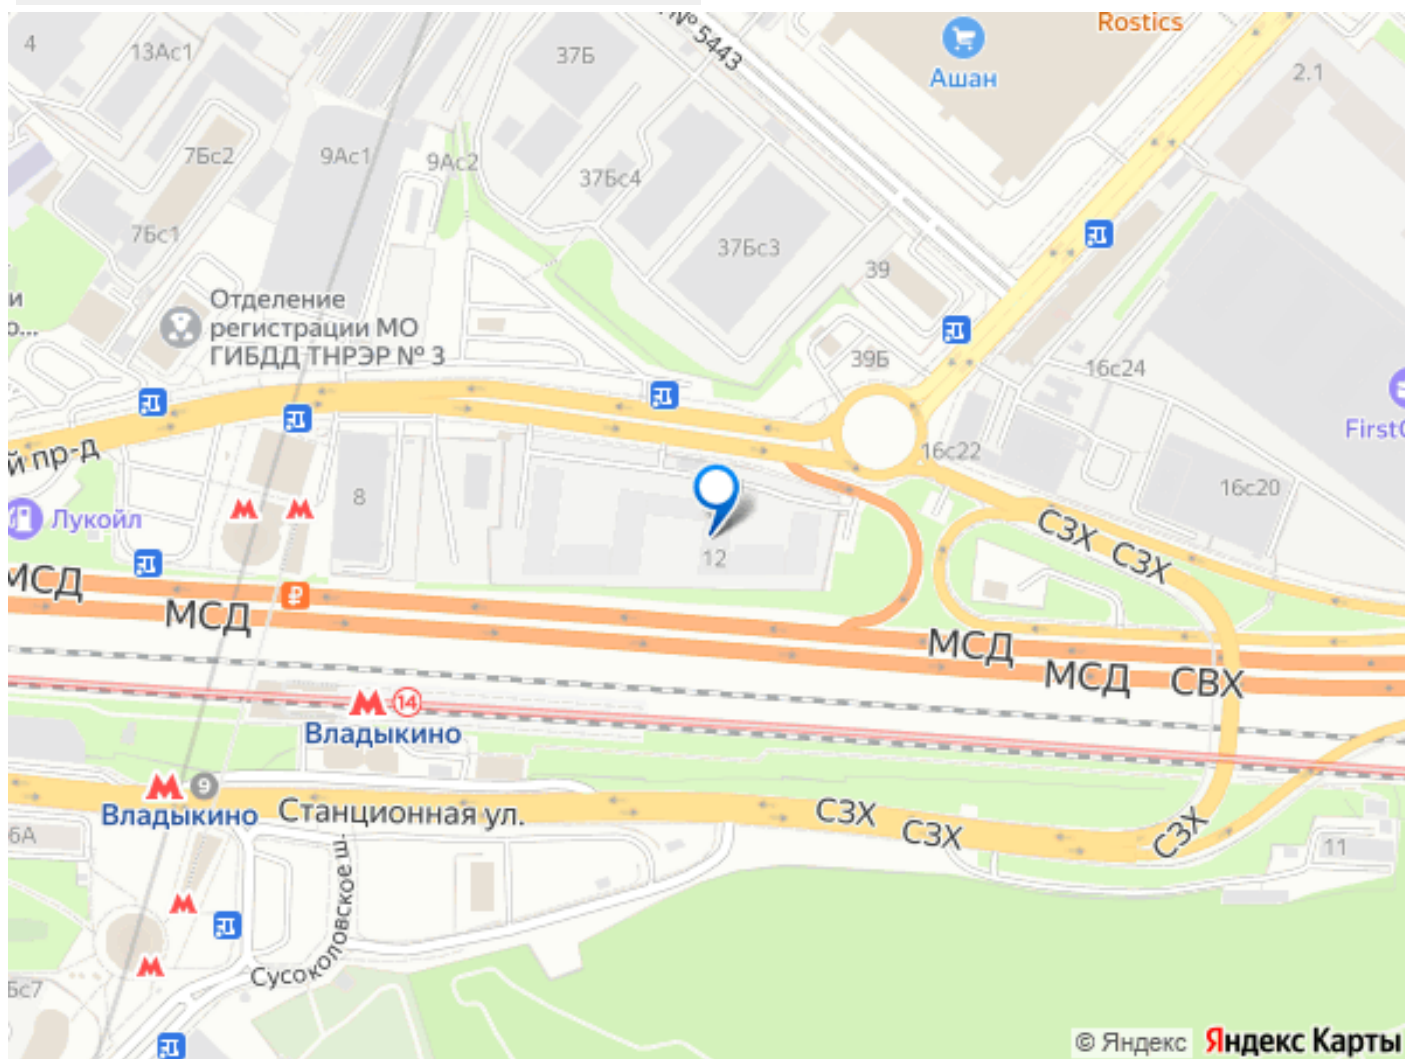 4
13Ас1
37Б
№ 5443
Ашан
Rostics
2.1
7Бс2
9Ас1
9Ас2
37Бс4
7Бс1
37Бс3
39
Отделение
регистрации МО
ГИБДД ТНРЭР № 3
39Б
16с24
й пр-д
16с22
16с20
8
12
Лукойл
СЗХ
СЗХ
МСД
МСД
МСД
МСД
СВХ
14
Владыкино
9
Владыкино
Станционная ул.
СЗХ
СЗХ
СЗХ
6А
11
Сусоколовское ш.
Бс7
© Яндекс
Яндекс Карты